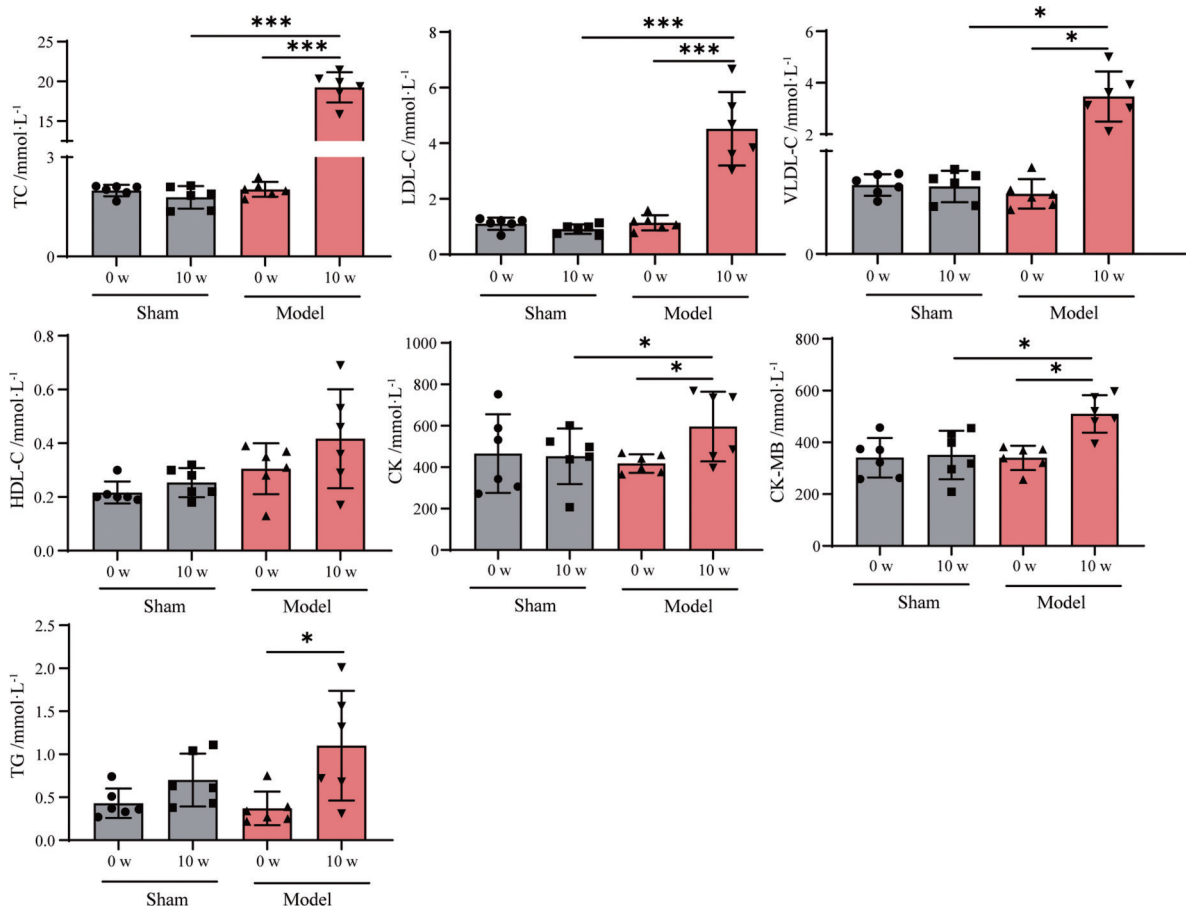 ***
***
TC /mmol·L⁻¹
25
20
15
3
0
0 w 10 w 0 w 10 w
Sham Model
***
***
LDL-C /mmol·L⁻¹
8
6
4
2
0
0 w 10 w 0 w 10 w
Sham Model
*
*
VLDL-C /mmol·L⁻¹
6
4
2
0
0 w 10 w 0 w 10 w
Sham Model
HDL-C /mmol·L⁻¹
0.8
0.6
0.4
0.2
0.0
0 w 10 w 0 w 10 w
Sham Model
*
*
CK /mmol·L⁻¹
1000
800
600
400
200
0
0 w 10 w 0 w 10 w
Sham Model
*
*
CK-MB /mmol·L⁻¹
800
600
400
200
0
0 w 10 w 0 w 10 w
Sham Model
*
TG /mmol·L⁻¹
2.5
2.0
1.5
1.0
0.5
0.0
0 w 10 w 0 w 10 w
Sham Model